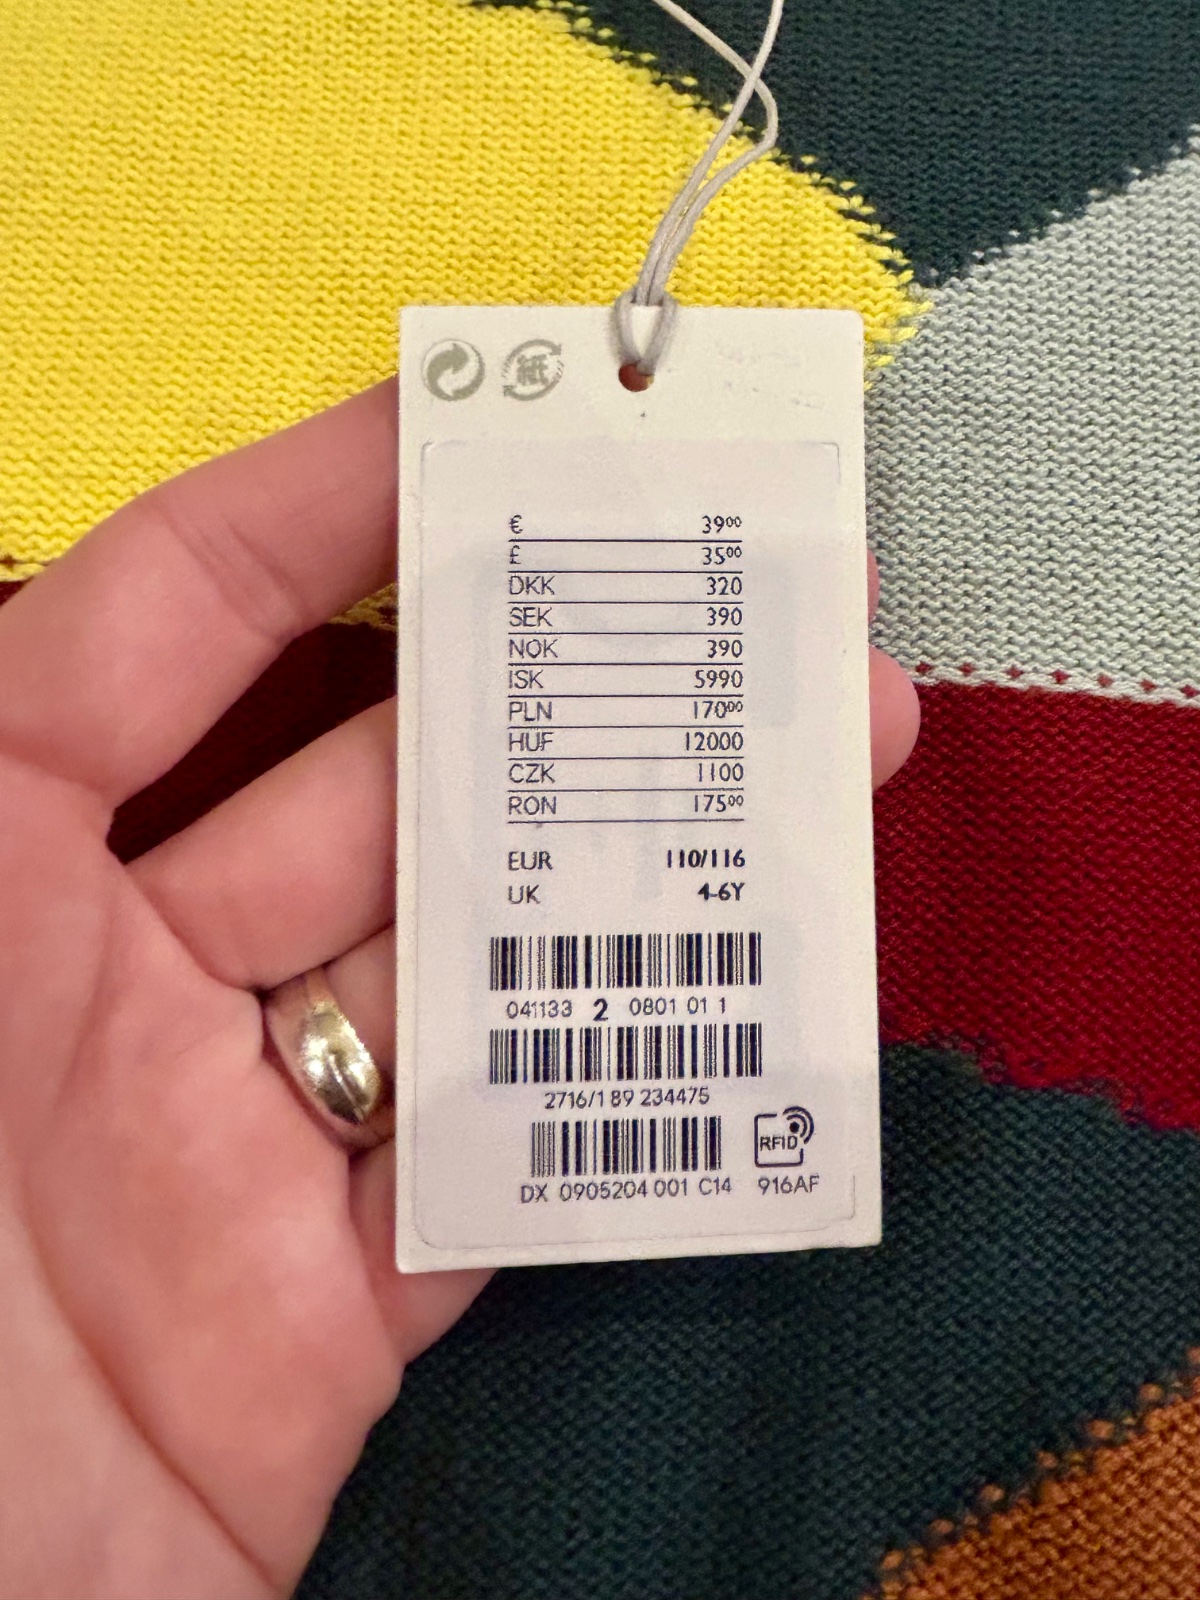 紙
€ 39⁰⁰
£ 35⁰⁰
DKK 320
SEK 390
NOK 390
ISK 5990
PLN 170⁰⁰
HUF 12000
CZK 1100
RON 175⁰⁰
EUR 110/116
UK 4-6Y
041133 2 0801 01 1
2716/1 89 234475
RFID
DX 0905204 001 C14 916AF